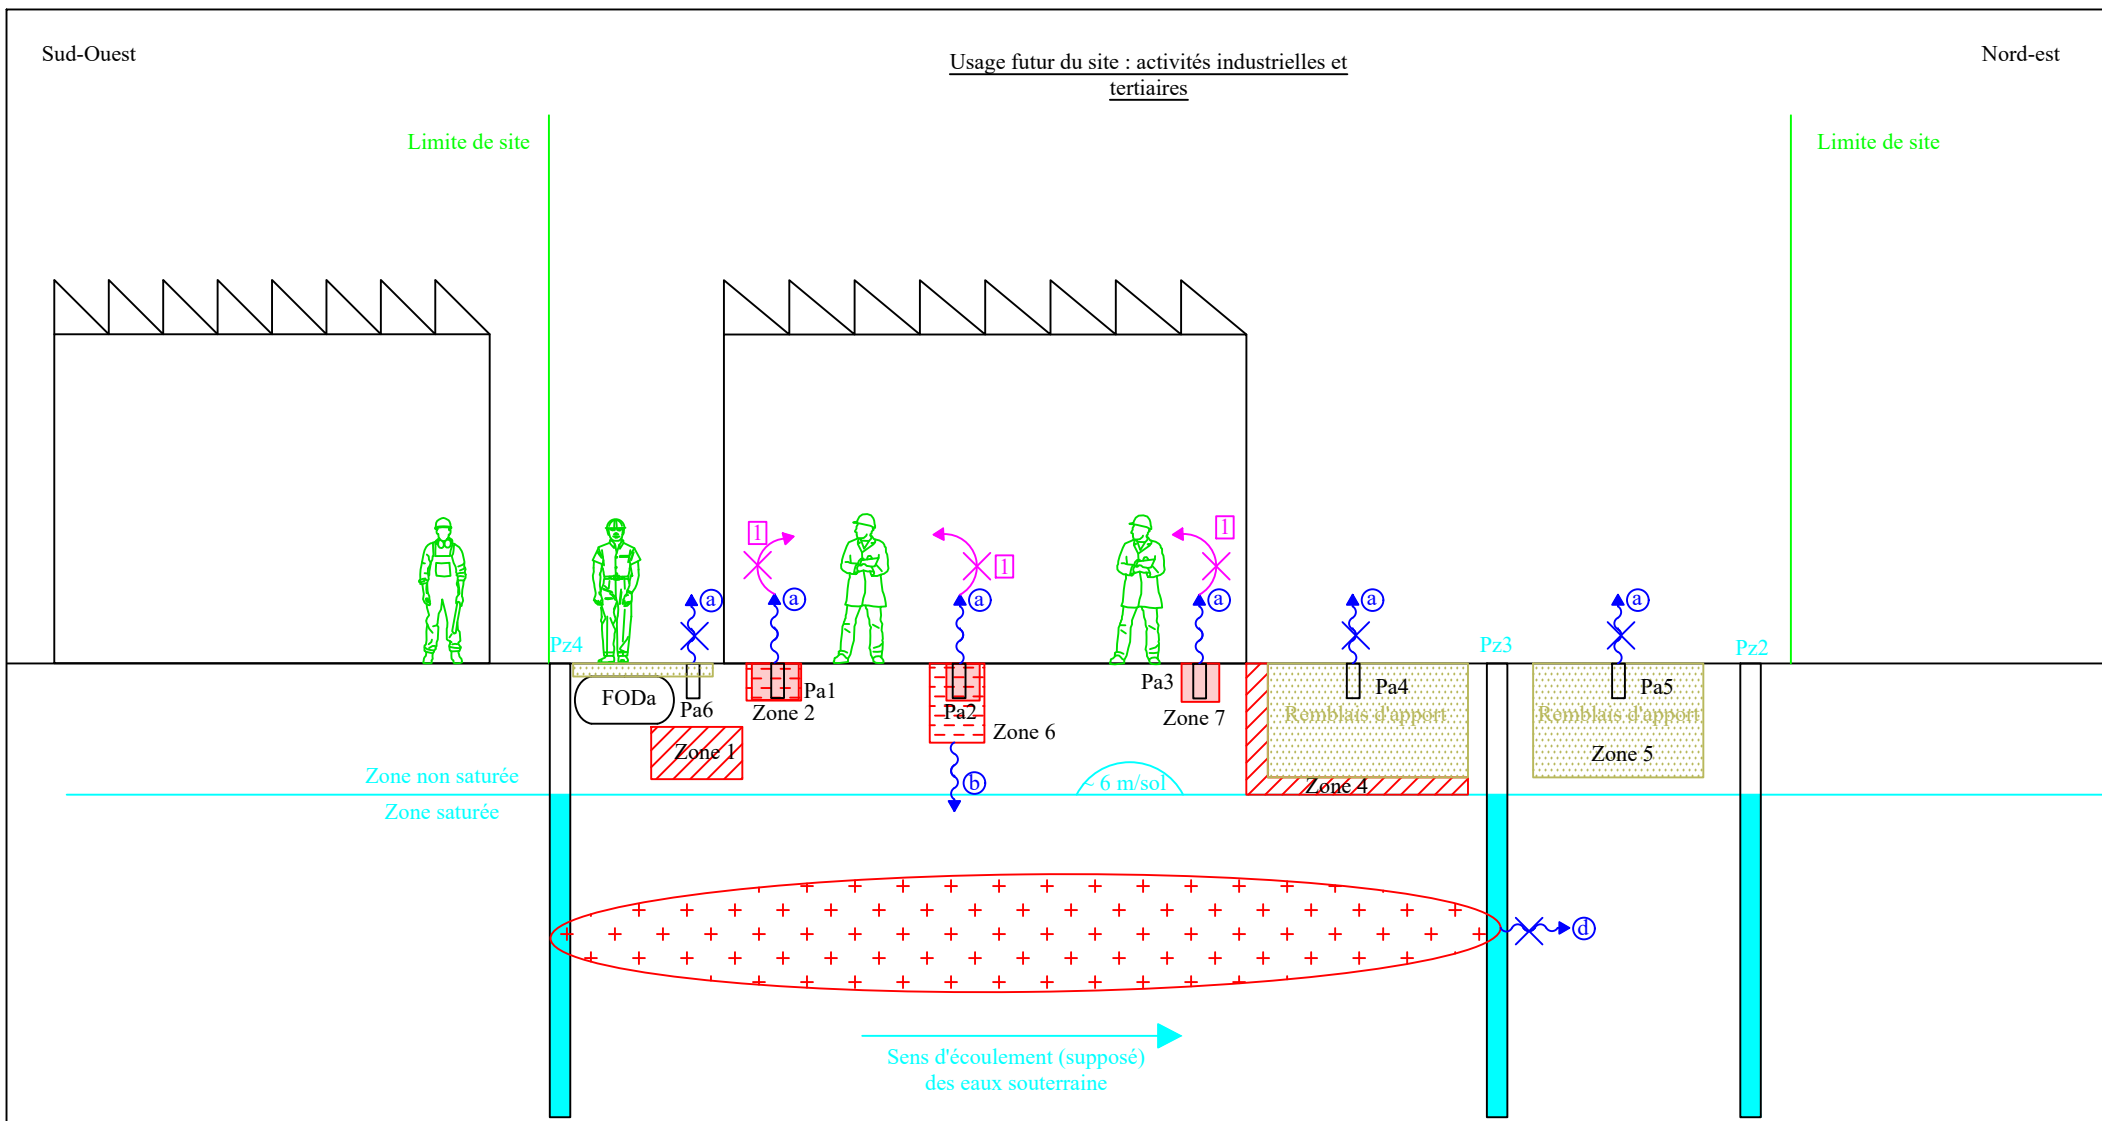 Sud-Ouest
Usage futur du site : activités industrielles et
tertiaires
Nord-est
Limite de site
Limite de site
1
1
1
a
a
a
a
a
a
Pz4
Pz3
Pz2
FODa
Pa6
Pa1
Zone 2
Pa2
Zone 6
Pa3
Zone 7
Pa4
Remblais d'apport
Pa5
Remblais d'apport
Zone 1
Zone 5
Zone 4
Zone non saturée
Zone saturée
b
~ 6 m/sol
d
Sens d'écoulement (supposé)
des eaux souterraine